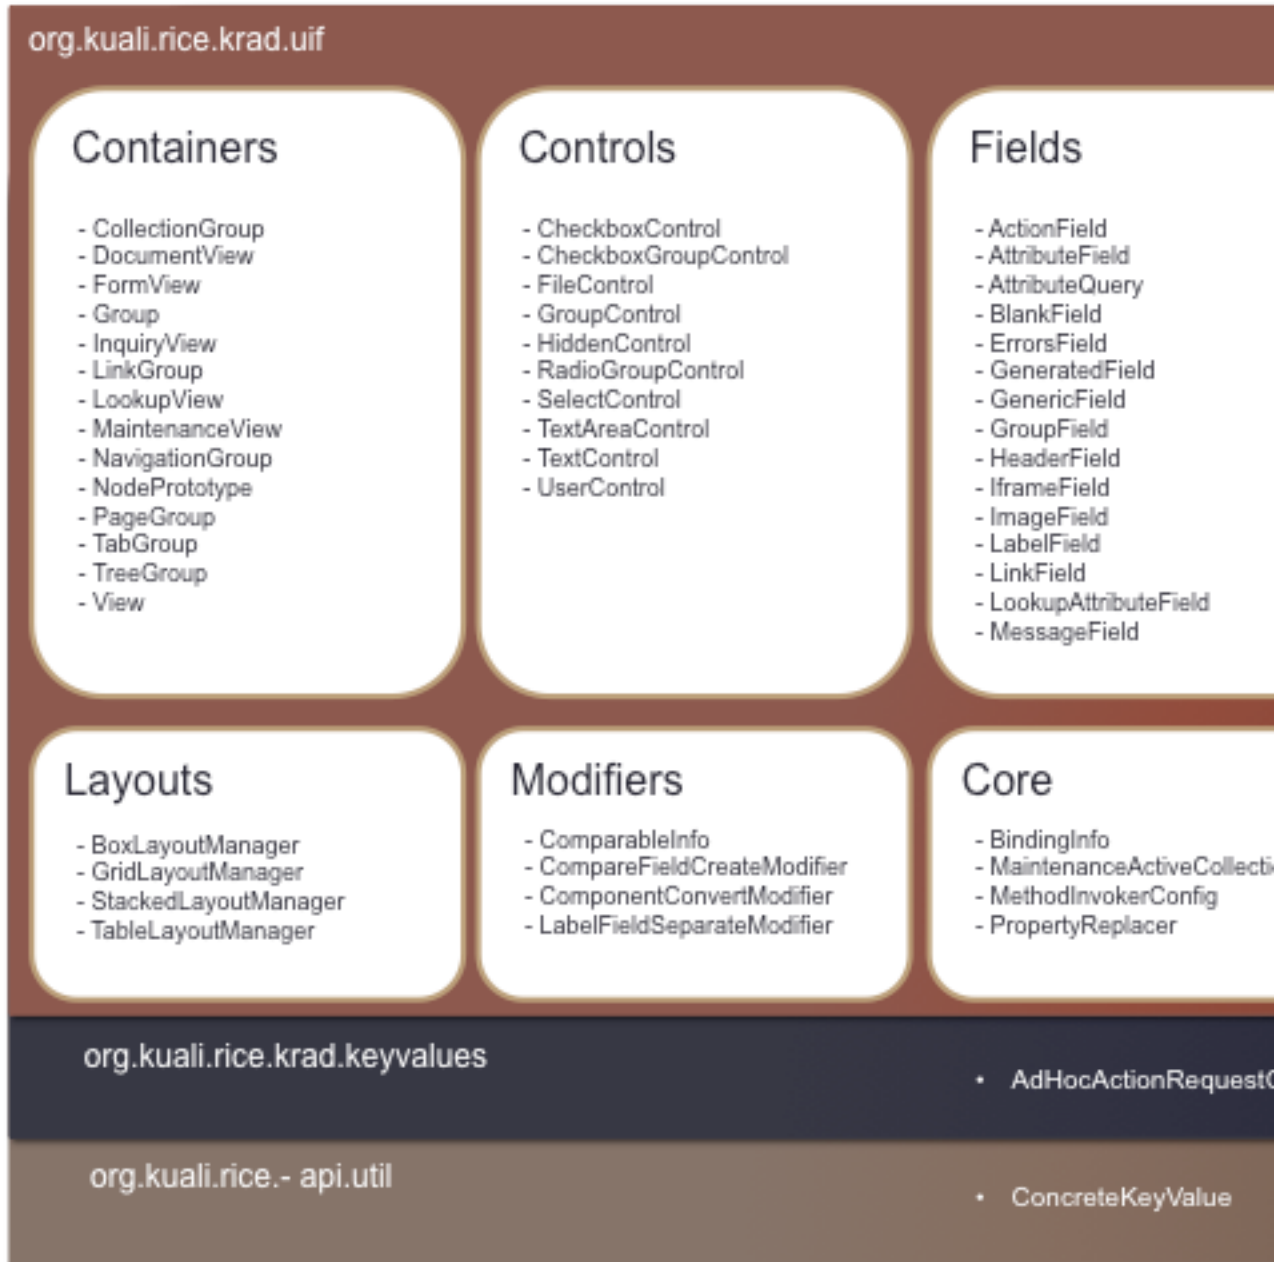 org.kuali.rice.krad.uif
Containers
- CollectionGroup
- DocumentView
- FormView
- Group
- InquiryView
- LinkGroup
- LookupView
- MaintenanceView
- NavigationGroup
- NodePrototype
- PageGroup
- TabGroup
- TreeGroup
- View
Controls
- CheckboxControl
- CheckboxGroupControl
- FileControl
- GroupControl
- HiddenControl
- RadioGroupControl
- SelectControl
- TextAreaControl
- TextControl
- UserControl
Fields
- ActionField
- AttributeField
- AttributeQuery
- BlankField
- ErrorsField
- GeneratedField
- GenericField
- GroupField
- HeaderField
- IframeField
- ImageField
- LabelField
- LinkField
- LookupAttributeField
- MessageField
Layouts
- BoxLayoutManager
- GridLayoutManager
- StackedLayoutManager
- TableLayoutManager
Modifiers
- ComparableInfo
- CompareFieldCreateModifier
- ComponentConvertModifier
- LabelFieldSeparateModifier
Core
- BindingInfo
- MaintenanceActiveCollecti
- MethodInvokerConfig
- PropertyReplacer
org.kuali.rice.krad.keyvalues
• AdHocActionRequestC
org.kuali.rice.- api.util
• ConcreteKeyValue